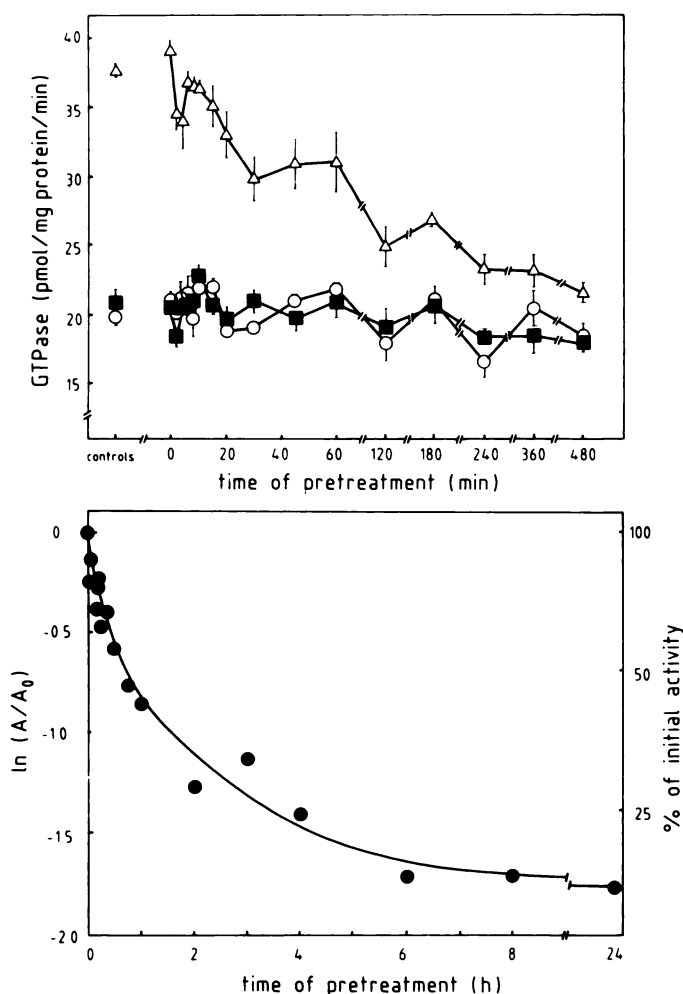 GTPase (pmol/mg protein/min)
40
35
30
25
20
15
controls 0 20 40 60 120 180 240 360 480
time of pretreatment (min)
ln (A/A0)
0
-0 5
-1 0
-1 5
-2 0
100
50
25
% of initial activity
0 2 4 6 8 24
time of pretreatment (h)